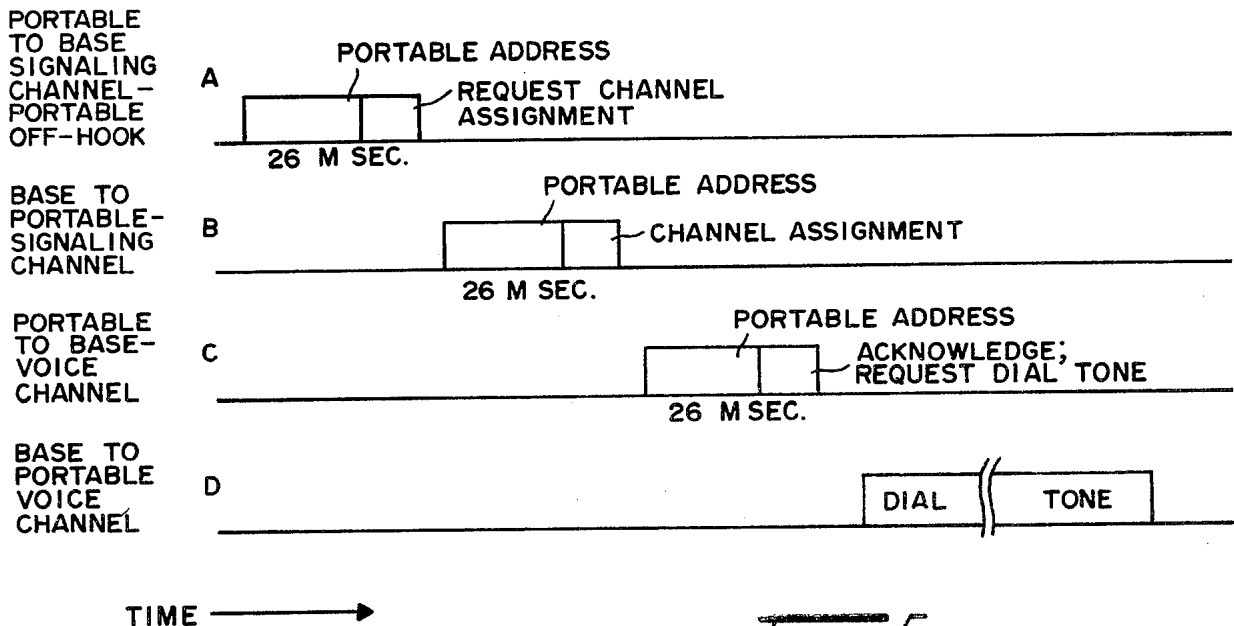 PORTABLE
TO BASE
SIGNALING
CHANNEL-
PORTABLE
OFF-HOOK
A
PORTABLE ADDRESS
REQUEST CHANNEL
ASSIGNMENT
26 M SEC.
BASE TO
PORTABLE-
SIGNALING
CHANNEL
B
PORTABLE ADDRESS
CHANNEL ASSIGNMENT
26 M SEC.
PORTABLE
TO BASE-
VOICE
CHANNEL
C
PORTABLE ADDRESS
ACKNOWLEDGE;
REQUEST DIAL TONE
26 M SEC.
BASE TO
PORTABLE
VOICE
CHANNEL
D
DIAL TONE
TIME